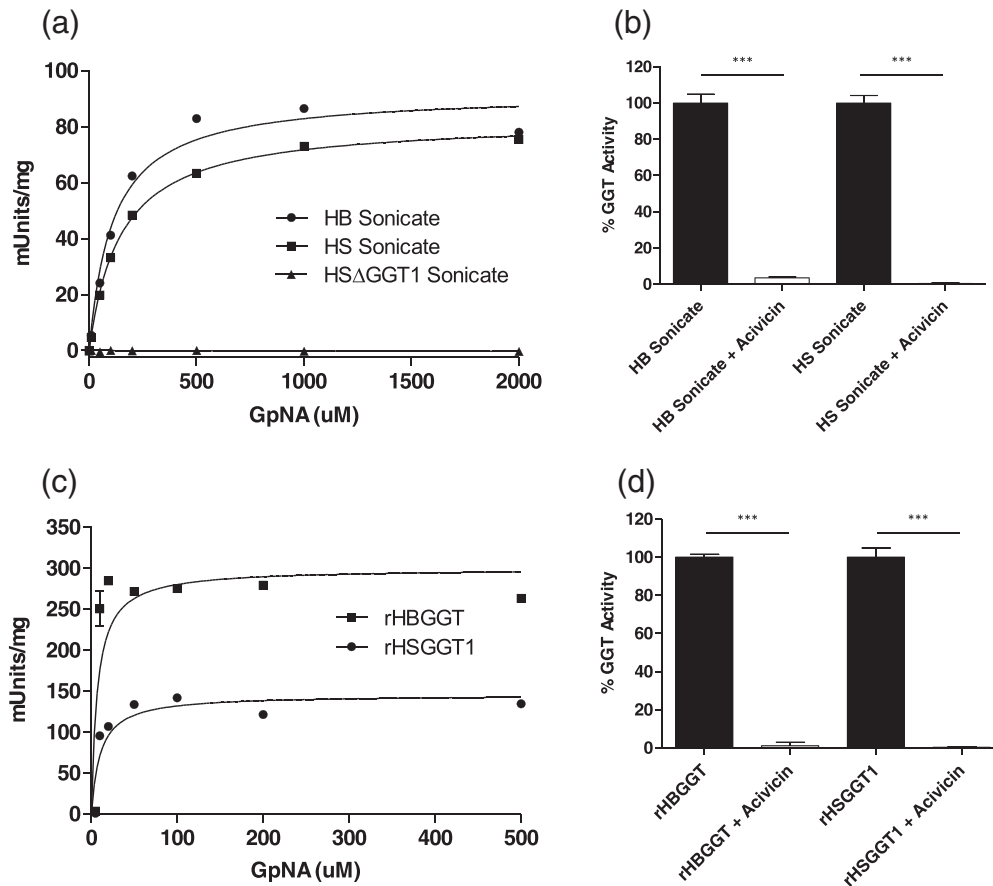 (a)
100
80
60
40
20
0
mUnits/mg
HB Sonicate
HS Sonicate
HSΔGGT1 Sonicate
0 500 1000 1500 2000
GpNA (uM)
(b)
120
100
80
60
40
20
0
% GGT Activity
*** ***
HB Sonicate
HB Sonicate + Acivicin
HS Sonicate
HS Sonicate + Acivicin
(c)
350
300
250
200
150
100
50
0
mUnits/mg
rHBGGT
rHSGGT1
0 100 200 300 400 500
GpNA (uM)
(d)
120
100
80
60
40
20
0
% GGT Activity
*** ***
rHBGGT
rHBGGT + Acivicin
rHSGGT1
rHSGGT1 + Acivicin